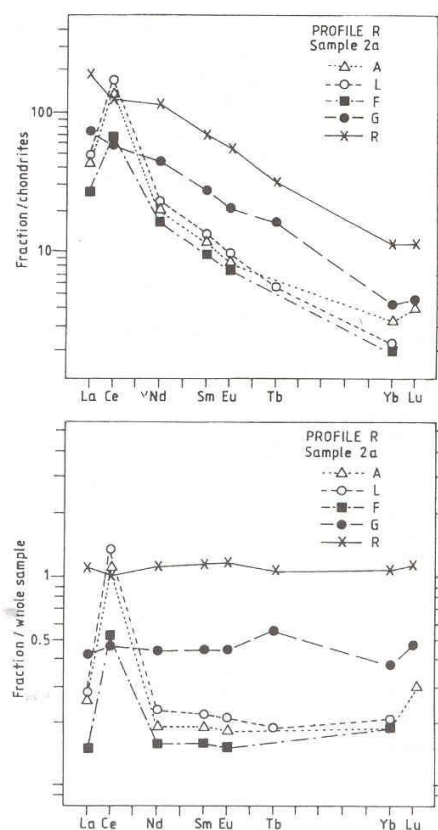 PROFILE R
Sample 2a
A
L
F
G
R
100
10
Fraction/chondrites
La Ce Nd Sm Eu Tb Yb Lu
PROFILE R
Sample 2a
A
L
F
G
R
1
0.5
Fraction / whole sample
La Ce Nd Sm Eu Tb Yb Lu